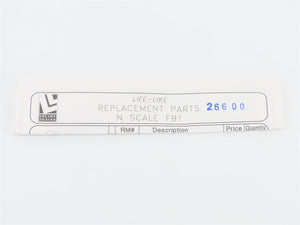 LIFE-LIKE
REPLACEMENT PARTS 26600
N SCALE FB1
RM# Description Price Quantity